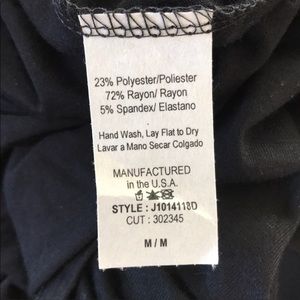 23% Polyester/Poliester
72% Rayon/ Rayon
5% Spandex/ Elastano
Hand Wash, Lay Flat to Dry
Lavar a Mano Secar Colgado
MANUFACTURED
in the U.S.A.
STYLE : J1014118D
CUT : 302345
M / M